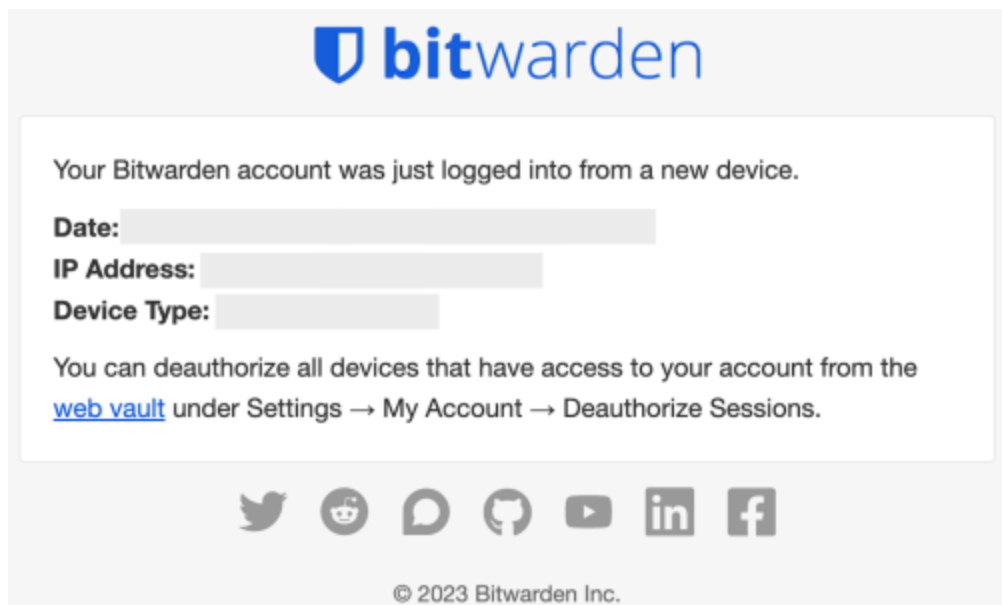 bitwarden
Your Bitwarden account was just logged into from a new device.
Date:
IP Address:
Device Type:
You can deauthorize all devices that have access to your account from the
web vault under Settings → My Account → Deauthorize Sessions.
in
f
© 2023 Bitwarden Inc.